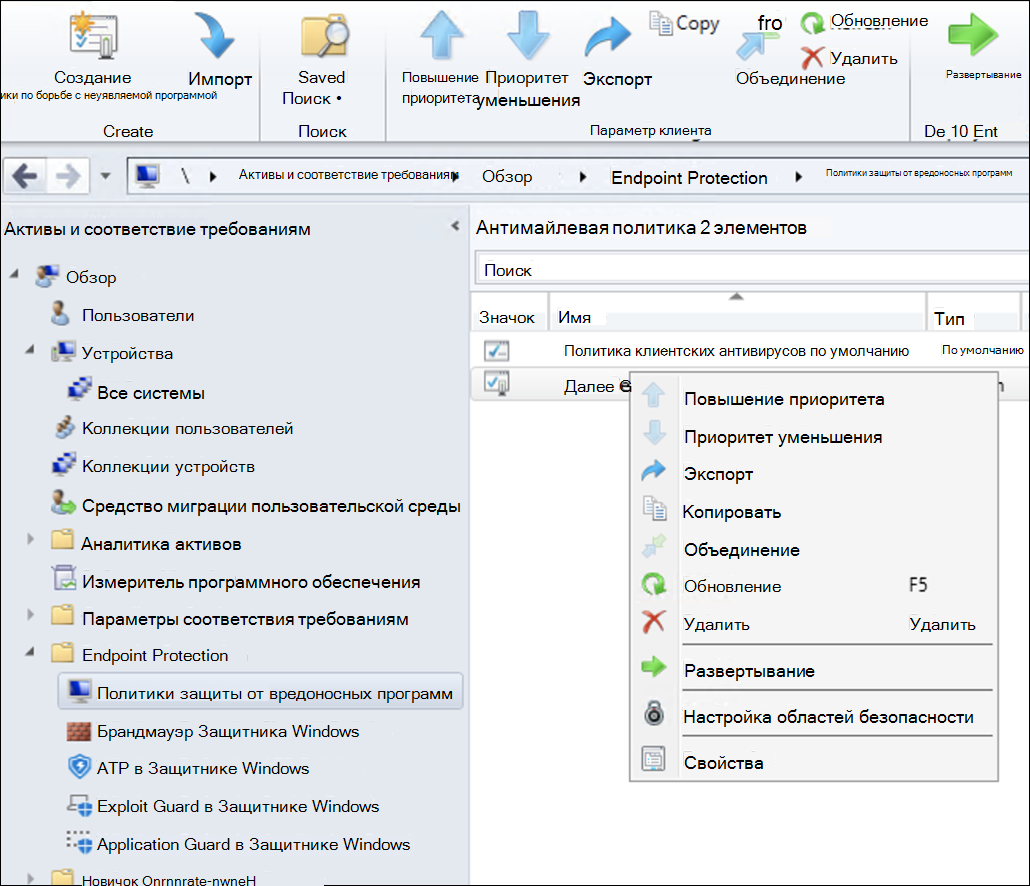 Создание
ики по борьбе с неуявляемой программой
Импорт
Create
Saved
Поиск •
Поиск
Повышение
приоритета
Приоритет
уменьшения
Экспорт
Copy
fro
Объединение
Обновление
Удалить
Параметр клиента
Развертывание
De 10 Ent
\ Активы и соответствие требованиям Обзор Endpoint Protection Политики защиты от вредоносных программ
Активы и соответствие требованиям
Обзор
Пользователи
Устройства
Все системы
Коллекции пользователей
Коллекции устройств
Средство миграции пользовательской среды
Аналитика активов
Измеритель программного обеспечения
Параметры соответствия требованиям
Endpoint Protection
Политики защиты от вредоносных программ
Брандмауэр Защитника Windows
ATP в Защитнике Windows
Exploit Guard в Защитнике Windows
Application Guard в Защитнике Windows
Новичок Onrnnrate-nwneH
Антимайлевая политика 2 элементов
Поиск
Значок Имя Тип
Политика клиентских антивирусов по умолчанию По умолчанию
Далее
Повышение приоритета
Приоритет уменьшения
Экспорт
Копировать
Объединение
Обновление F5
Удалить Удалить
Развертывание
Настройка областей безопасности
Свойства